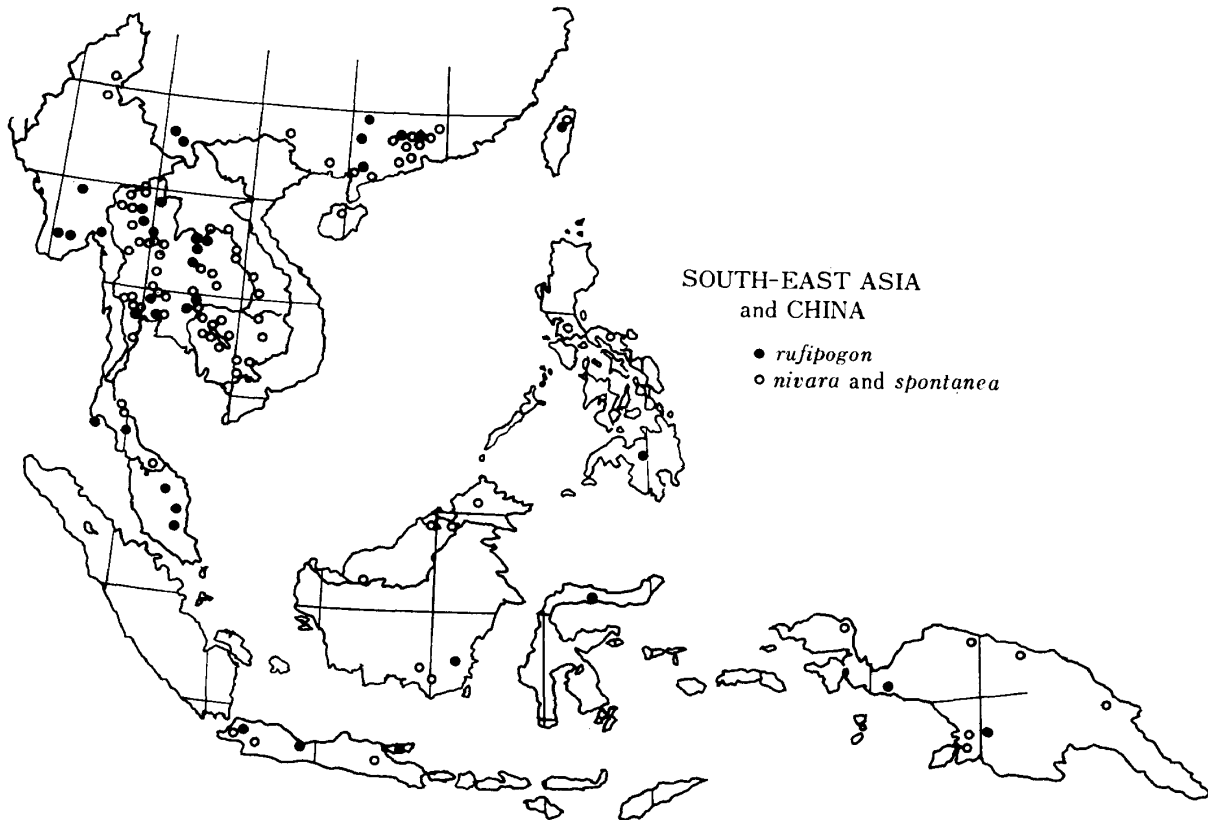 SOUTH-EAST ASIA
and CHINA
● rufipogon
○ nivara and spontanea